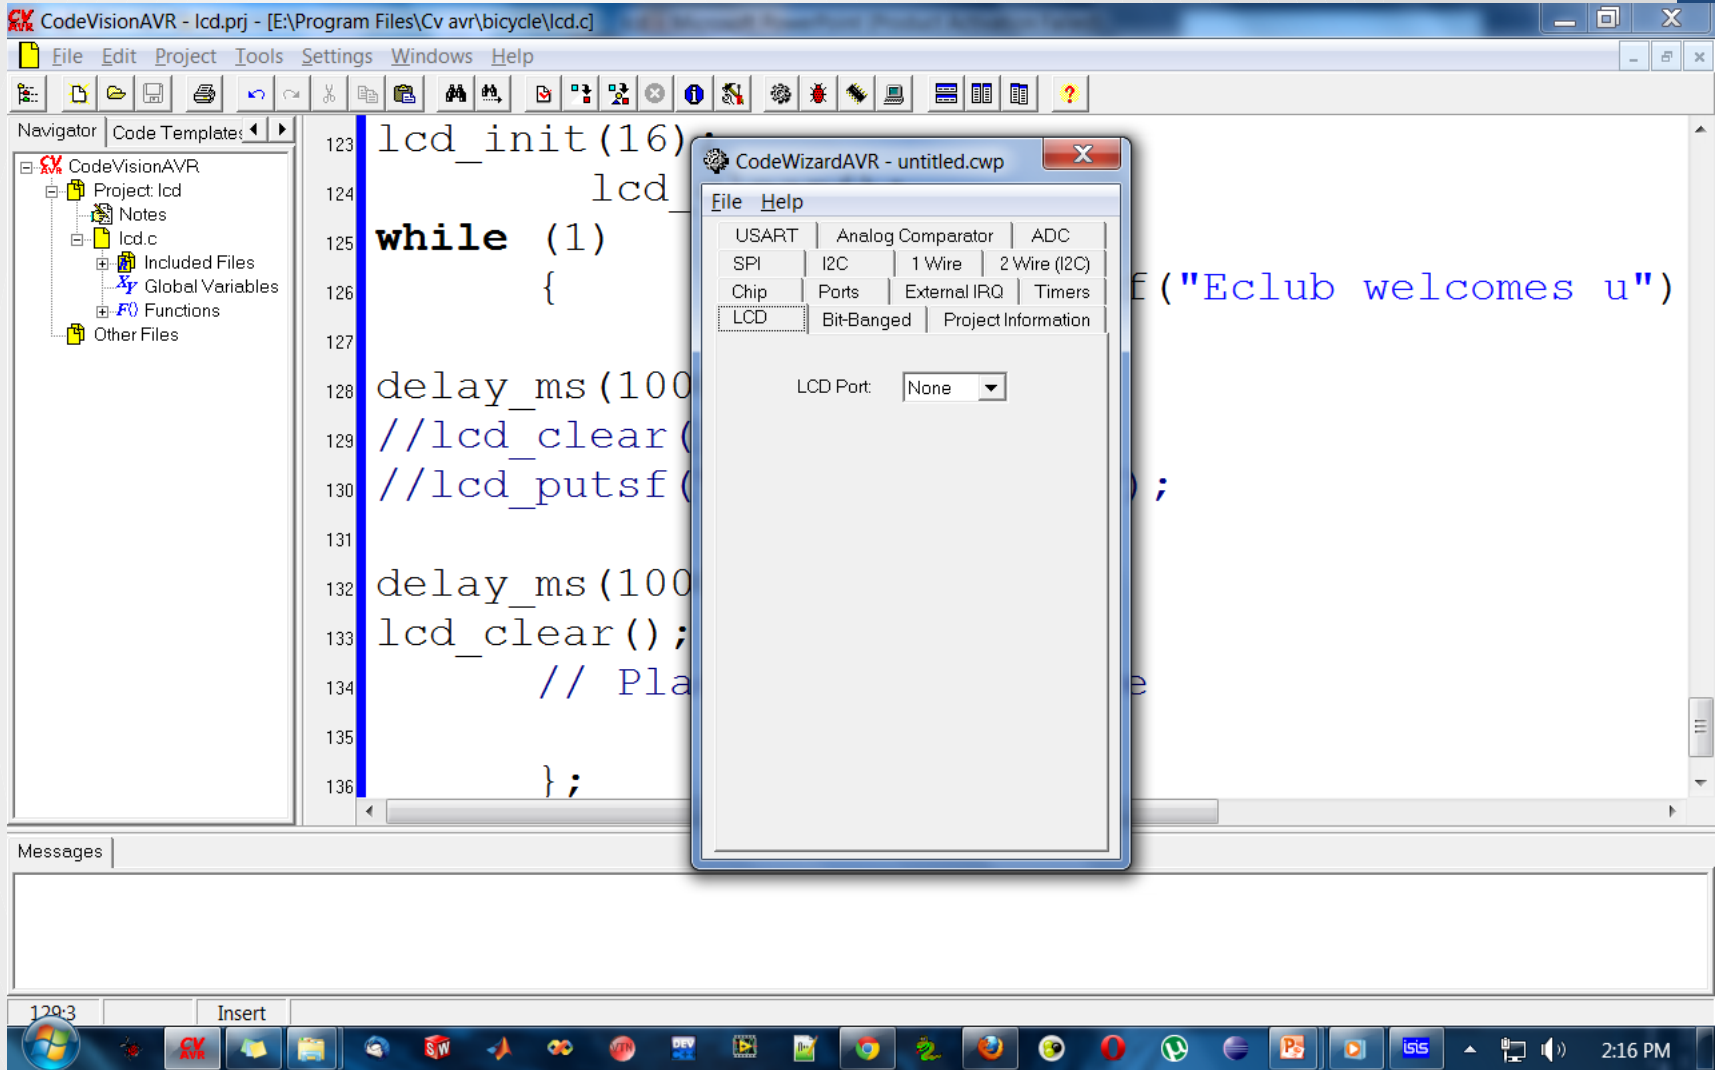 CodeVisionAVR - lcd.prj - [E:\Program Files\Cv avr\bicycle\lcd.c]
File Edit Project Tools Settings Windows Help
Navigator Code Templates
CodeVisionAVR
Project: lcd
Notes
lcd.c
Included Files
Global Variables
Functions
Other Files
123 lcd_init(16);
124 lcd_
125 while (1)
126 { f("Eclub welcomes u")
127
128 delay_ms(100
129 //lcd_clear(
130 //lcd_putsf( );
131
132 delay_ms(100
133 lcd_clear();
134 // Pla e
135
136 };
CodeWizardAVR - untitled.cwp
File Help
USART Analog Comparator ADC
SPI I2C 1 Wire 2 Wire (I2C)
Chip Ports External IRQ Timers
LCD Bit-Banged Project Information
LCD Port: None
Messages
129:3 Insert
2:16 PM